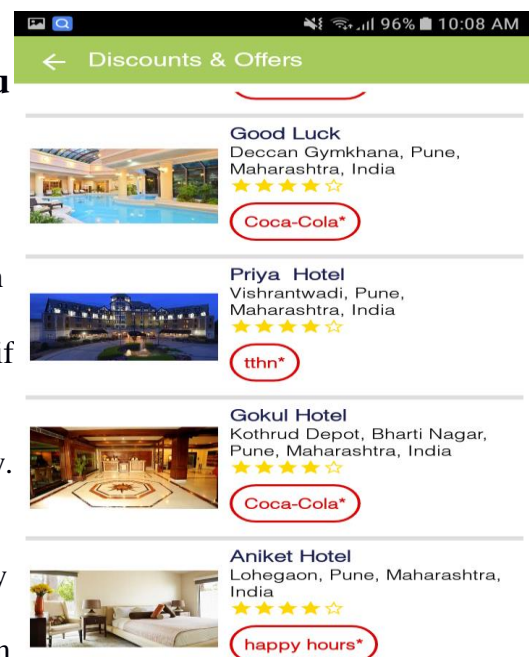 96% 10:08 AM
Discounts & Offers
u
Good Luck
Deccan Gymkhana, Pune,
Maharashtra, India
Coca-Cola*
n
Priya Hotel
Vishrantwadi, Pune,
Maharashtra, India
if
tthn*
Gokul Hotel
Kothrud Depot, Bharti Nagar,
Pune, Maharashtra, India
y.
Coca-Cola*
Aniket Hotel
Lohegaon, Pune, Maharashtra,
India
y
happy hours*
n